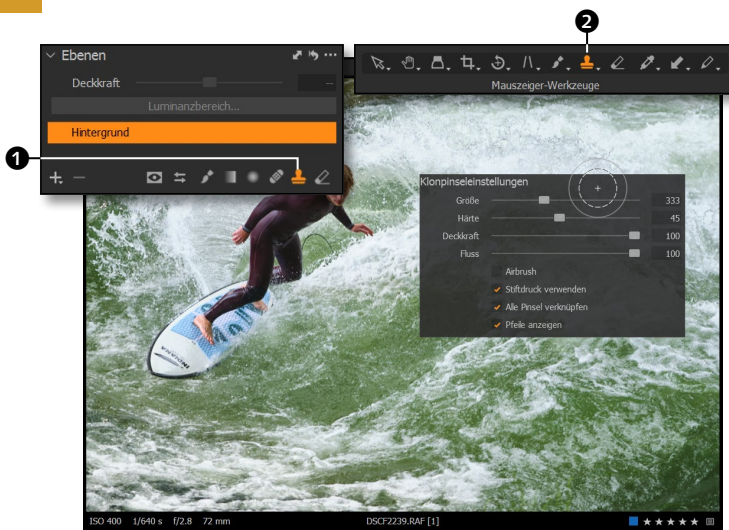 2
Ebenen
Deckkraft --
Luminanzbereich...
Hintergrund
1
Mauszeiger-Werkzeuge
Klonpinseleinstellungen
Größe 333
Härte 45
Deckkraft 100
Fluss 100
Airbrush
Stiftdruck verwenden
Alle Pinsel verknüpfen
Pfeile anzeigen
INDIANA
ISO 400 1/640 s f/2.8 72 mm DSCF2239.RAF [1]